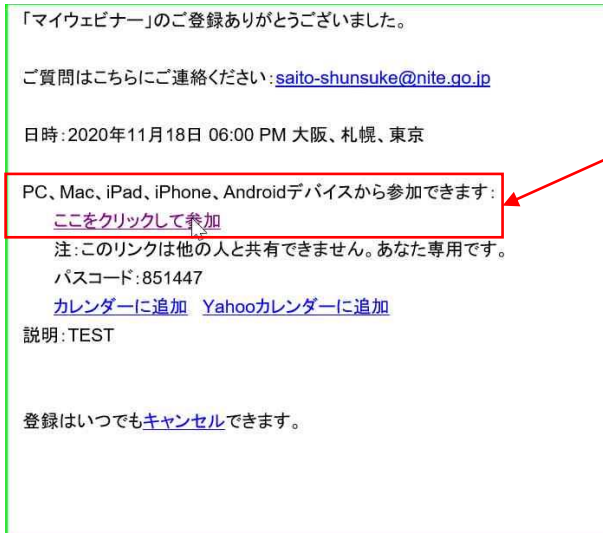 「マイウェビナー」のご登録ありがとうございました。
ご質問はこちらにご連絡ください:saito-shunsuke@nite.go.jp
日時:2020年11月18日 06:00 PM 大阪、札幌、東京
PC、Mac、iPad、iPhone、Androidデバイスから参加できます:
ここをクリックして参加
注:このリンクは他の人と共有できません。あなた専用です。
パスコード:851447
カレンダーに追加 Yahooカレンダーに追加
説明:TEST
登録はいつでもキャンセルできます。